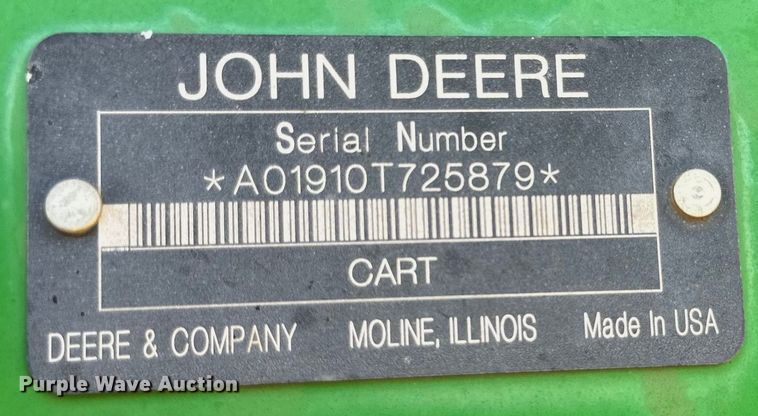 JOHN DEERE
Serial Number
*A01910T725879*
CART
DEERE & COMPANY MOLINE, ILLINOIS Made In USA
Purple Wave Auction